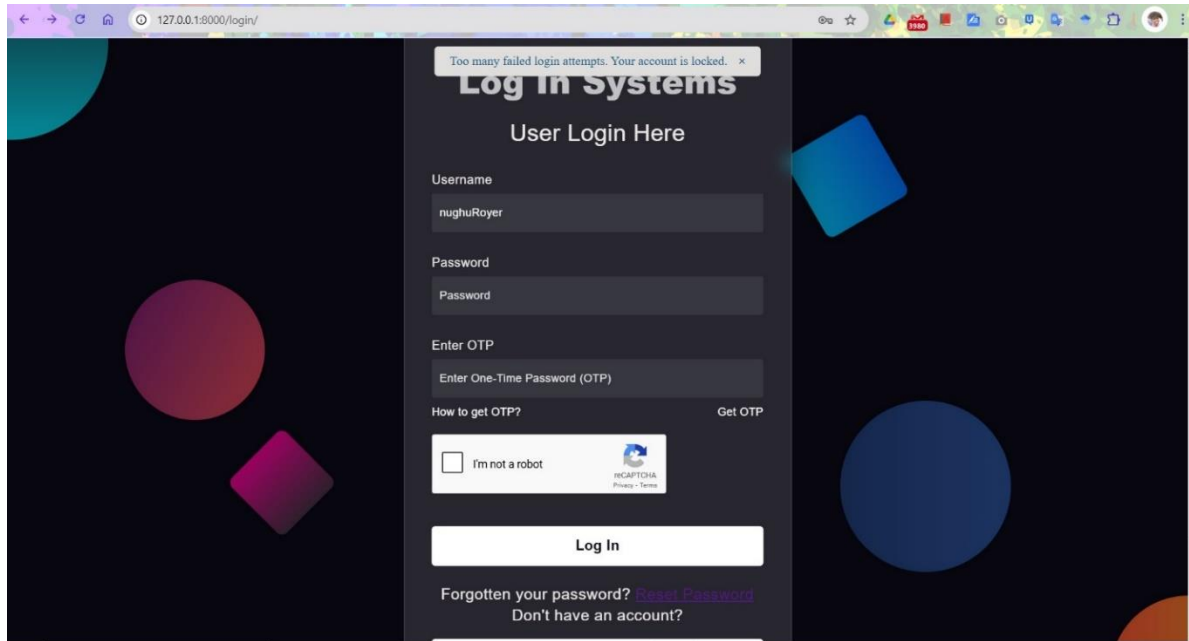 127.0.0.1:8000/login/
3980
Too many failed login attempts. Your account is locked. ×
Log In Systems
User Login Here
Username
nughuRoyer
Password
Password
Enter OTP
Enter One-Time Password (OTP)
How to get OTP? Get OTP
I'm not a robot
reCAPTCHA
Privacy - Terms
Log In
Forgotten your password? Reset Password
Don't have an account?